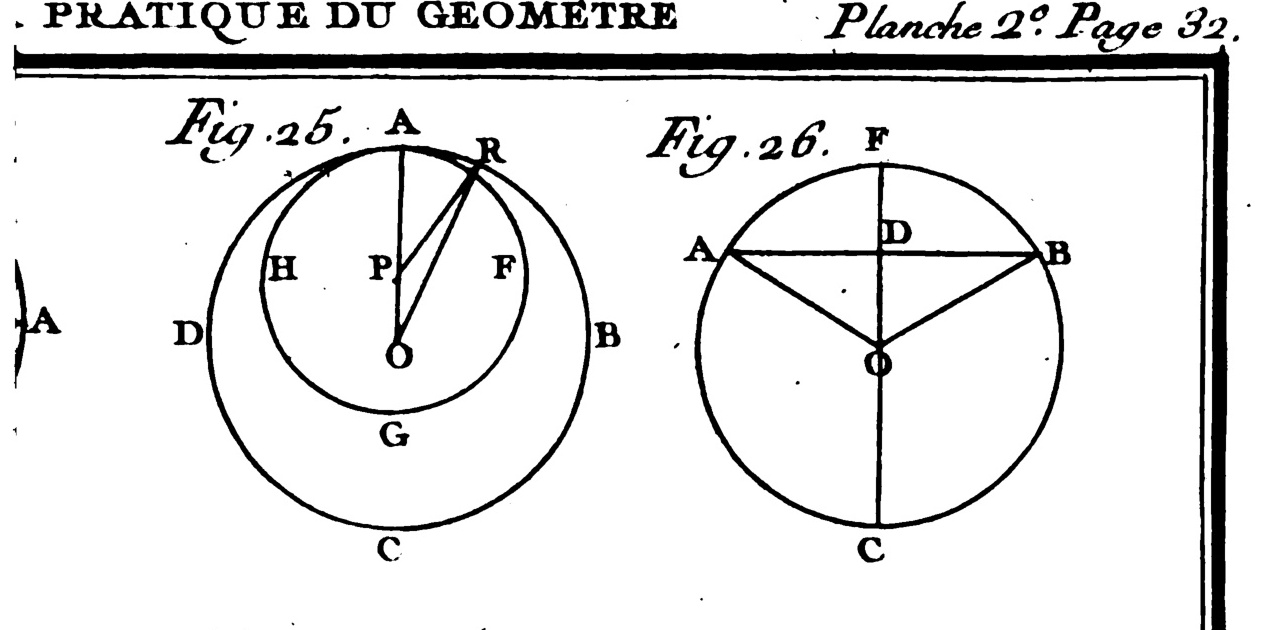 . PRATIQUE DU GEOMETRE
Planche 2e. Page 32.
Fig. 25.
A
R
H
P
F
D
B
O
G
C
A
Fig. 26.
F
A
D
B
O
C